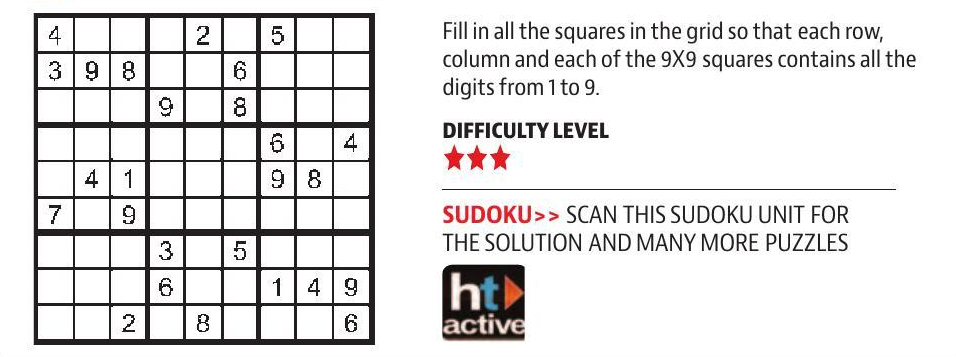 4 2 5
3 9 8 6
9 8
6 4
4 1 9 8
7 9
3 5
6 1 4 9
2 8 6
Fill in all the squares in the grid so that each row,
column and each of the 9X9 squares contains all the
digits from 1 to 9.
DIFFICULTY LEVEL
SUDOKU>> SCAN THIS SUDOKU UNIT FOR
THE SOLUTION AND MANY MORE PUZZLES
ht
active